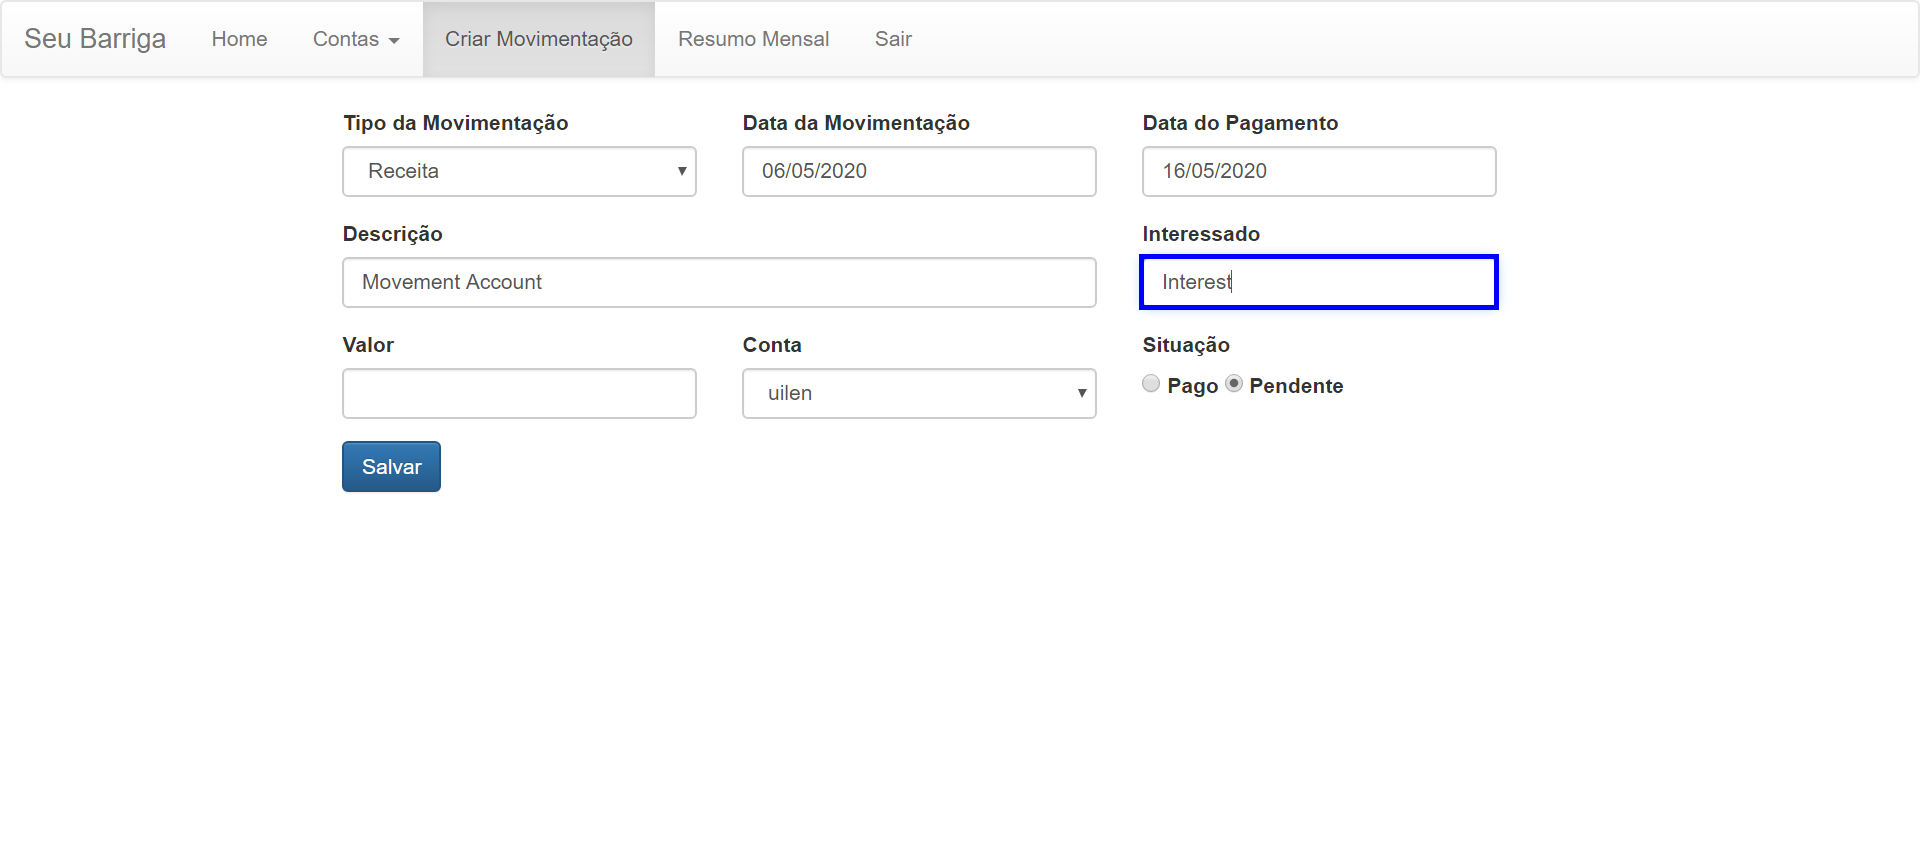 Seu Barriga Home Contas Criar Movimentação Resumo Mensal Sair
Tipo da Movimentação Data da Movimentação Data do Pagamento
Receita 06/05/2020 16/05/2020
Descrição Interessado
Movement Account Interest
Valor Conta Situação
uilen Pago Pendente
Salvar